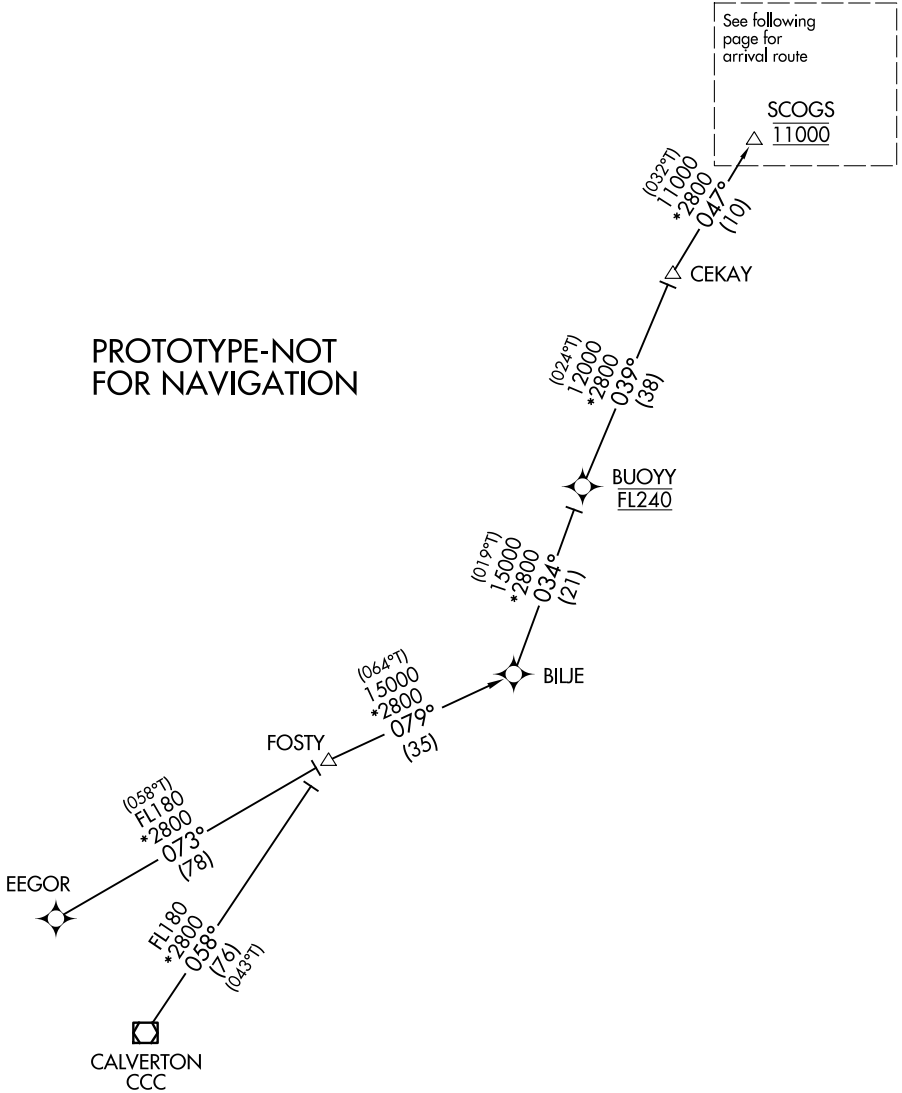 See following
page for
arrival route
SCOGS
11000
(032°T)
11000
*2800
047°
(10)
CEKAY
PROTOTYPE-NOT
FOR NAVIGATION
(024°T)
12000
*2800
039°
(38)
BUOYY
FL240
(019°T)
15000
*2800
034°
(21)
BILJE
(064°T)
15000
*2800
079°
(35)
FOSTY
(058°T)
FL180
*2800
073°
(78)
EEGOR
FL180
*2800
058°
(76)
(043°T)
CALVERTON
CCC